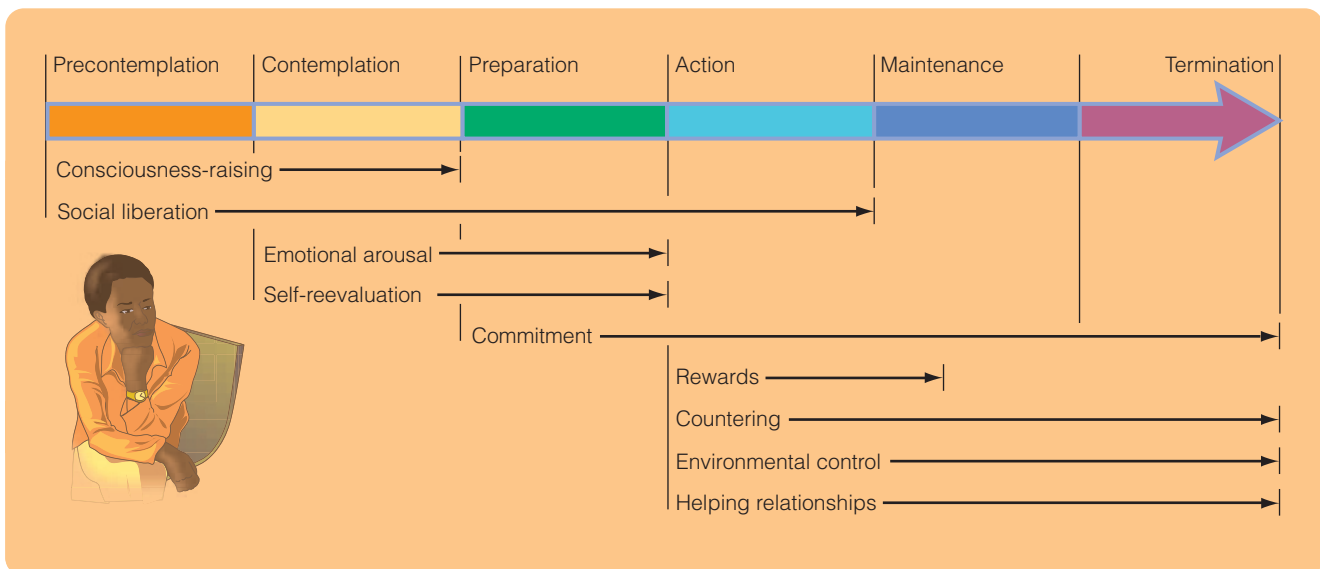 Precontemplation Contemplation Preparation Action Maintenance Termination
Consciousness-raising
Social liberation
Emotional arousal
Self-reevaluation
Commitment
Rewards
Countering
Environmental control
Helping relationships